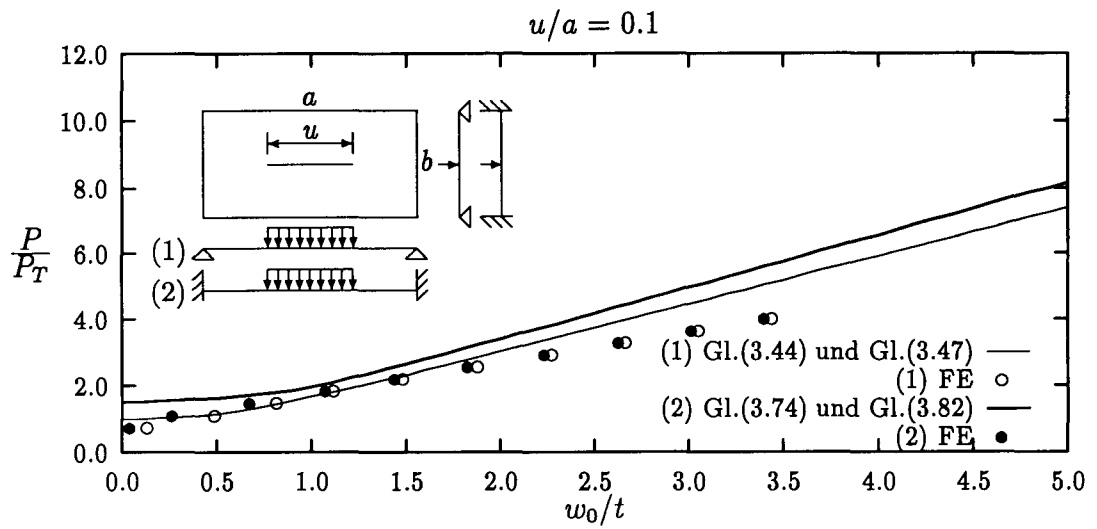 u/a = 0.1
12.0
10.0
8.0
6.0
4.0
2.0
0.0
P
P_T
a
u
b
(1)
(2)
(1) Gl.(3.44) und Gl.(3.47)
(1) FE
(2) Gl.(3.74) und Gl.(3.82)
(2) FE
0.0 0.5 1.0 1.5 2.0 2.5 3.0 3.5 4.0 4.5 5.0
w_0/t